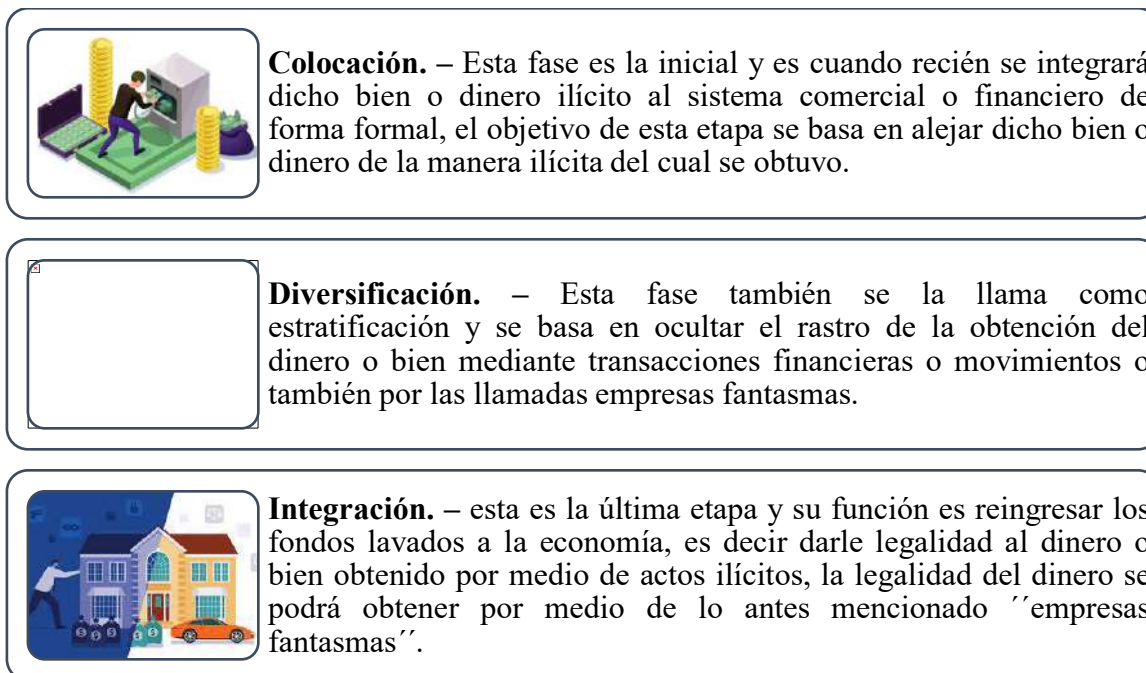 Colocación. – Esta fase es la inicial y es cuando recién se integrará
dicho bien o dinero ilícito al sistema comercial o financiero de
forma formal, el objetivo de esta etapa se basa en alejar dicho bien o
dinero de la manera ilícita del cual se obtuvo.
Diversificación. – Esta fase también se la llama como
estratificación y se basa en ocultar el rastro de la obtención del
dinero o bien mediante transacciones financieras o movimientos o
también por las llamadas empresas fantasmas.
Integración. – esta es la última etapa y su función es reingresar los
fondos lavados a la economía, es decir darle legalidad al dinero o
bien obtenido por medio de actos ilícitos, la legalidad del dinero se
podrá obtener por medio de lo antes mencionado ´´empresas
fantasmas´´.